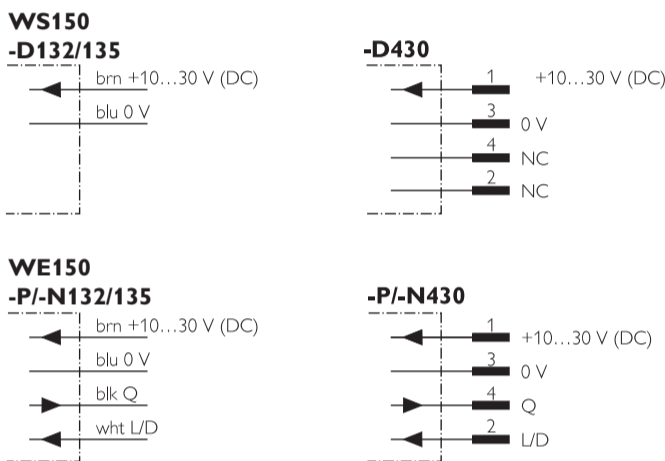 WS150
-D132/135
brn +10...30 V (DC)
blu 0 V
-D430
1 +10...30 V (DC)
3 0 V
4 NC
2 NC
WE150
-P/-N132/135
brn +10...30 V (DC)
blu 0 V
blk Q
wht L/D
-P/-N430
1 +10...30 V (DC)
3 0 V
4 Q
2 L/D